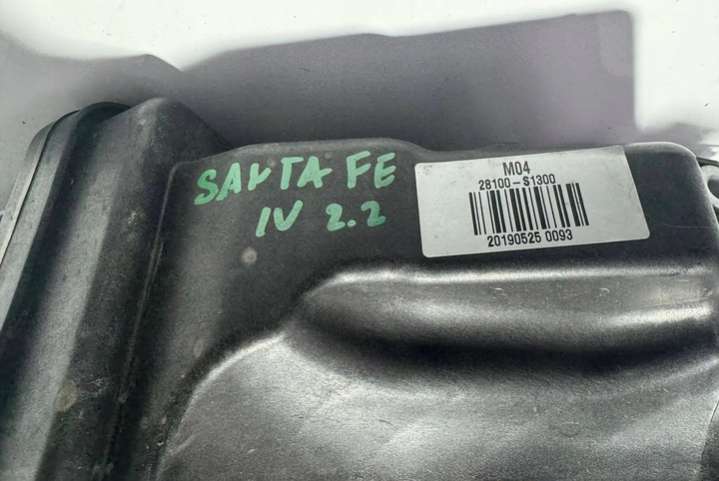 SANTA FE
IV 2.2
M04
28100-S1300
20190525 0093